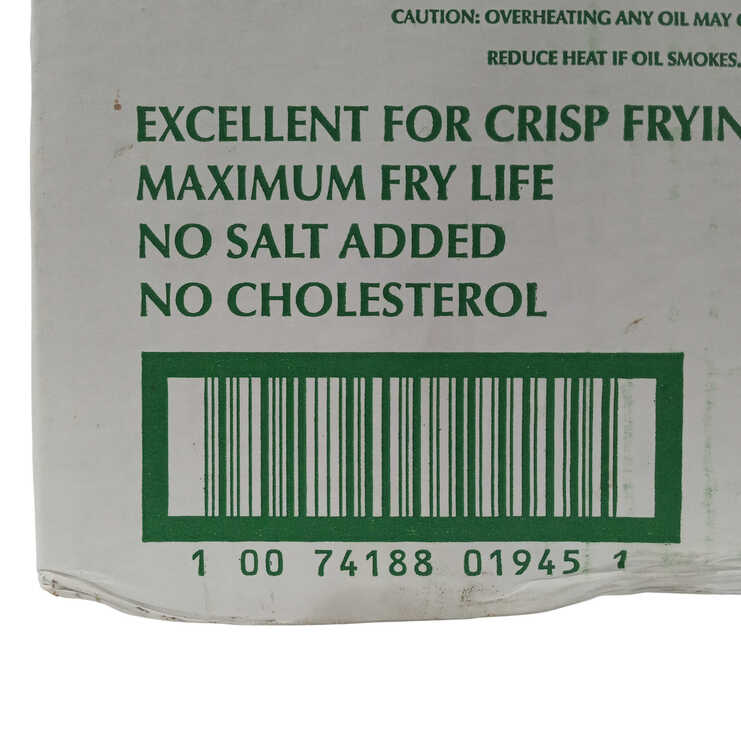 CAUTION: OVERHEATING ANY OIL MAY
REDUCE HEAT IF OIL SMOKES.
EXCELLENT FOR CRISP FRYIN
MAXIMUM FRY LIFE
NO SALT ADDED
NO CHOLESTEROL
1 00 74188 01945 1